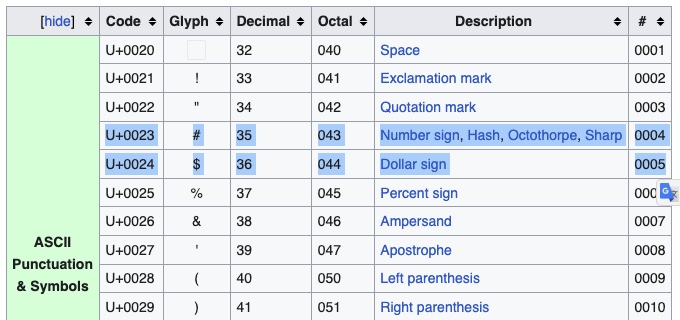 [hide] Code Glyph Decimal Octal Description #
U+0020 32 040 Space 0001
U+0021 ! 33 041 Exclamation mark 0002
U+0022 " 34 042 Quotation mark 0003
U+0023 # 35 043 Number sign, Hash, Octothorpe, Sharp 0004
U+0024 $ 36 044 Dollar sign 0005
U+0025 % 37 045 Percent sign 000
U+0026 & 38 046 Ampersand 0007
U+0027 ' 39 047 Apostrophe 0008
U+0028 ( 40 050 Left parenthesis 0009
U+0029 ) 41 051 Right parenthesis 0010
ASCII
Punctuation
& Symbols